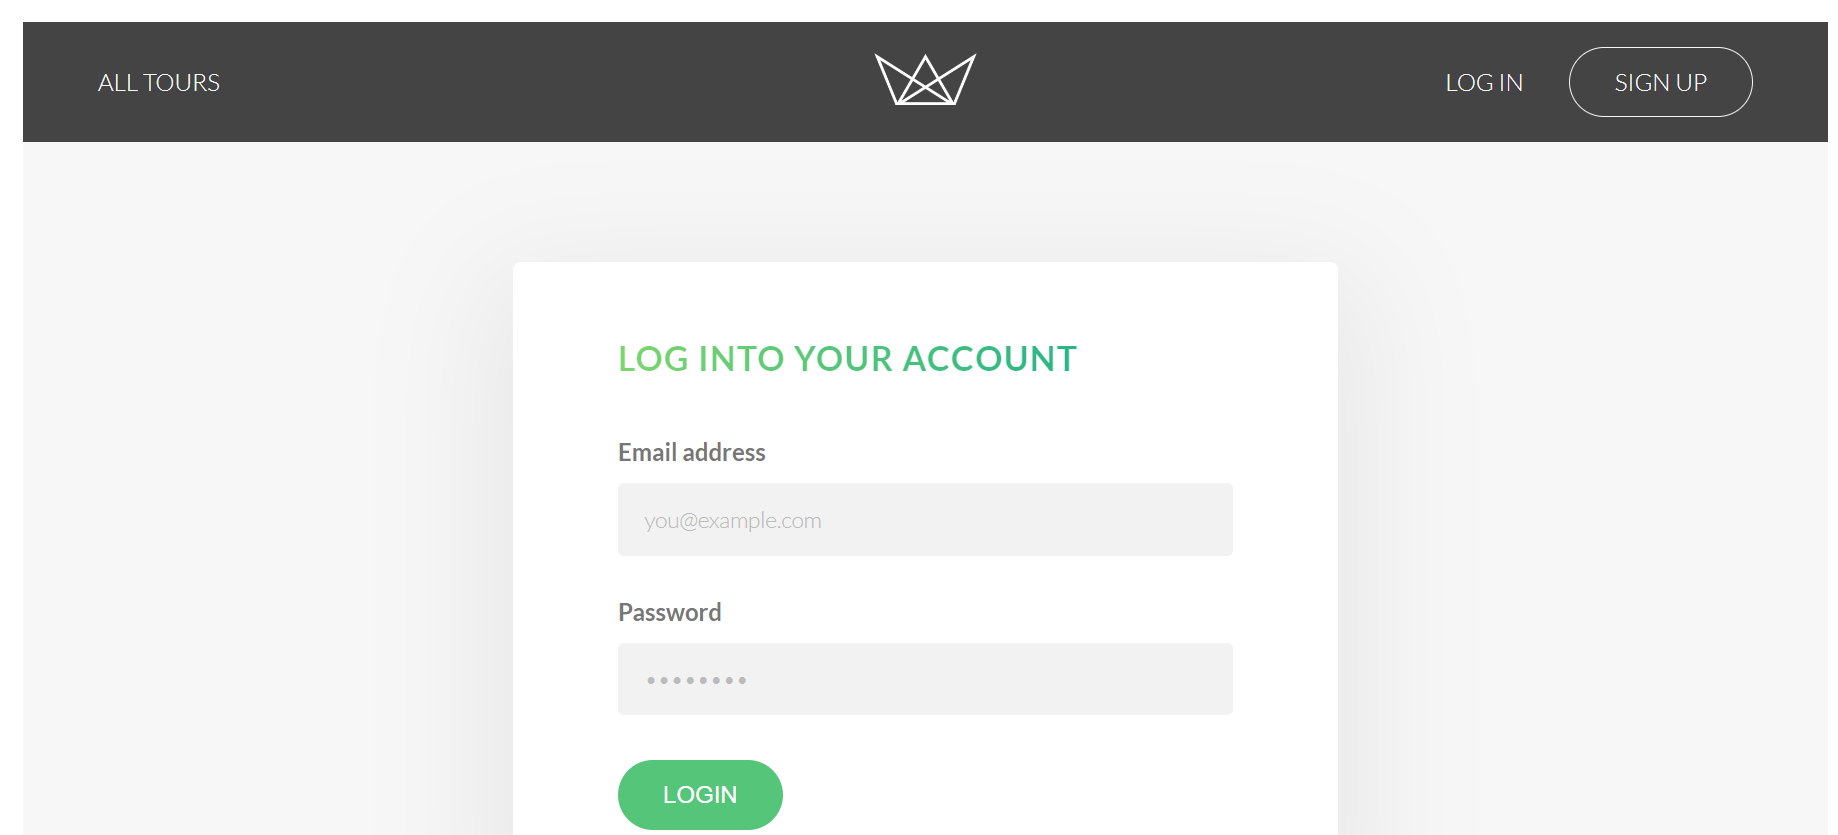 ALL TOURS
LOG IN
SIGN UP
LOG INTO YOUR ACCOUNT
Email address
you@example.com
Password
••••••••
LOGIN